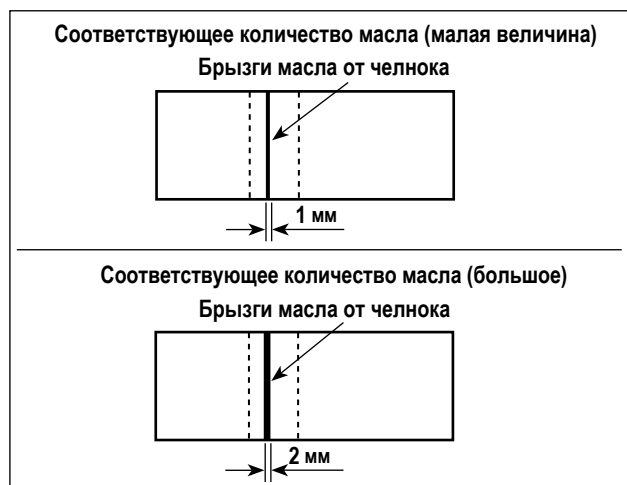 Соответствующее количество масла (малая величина)
Брызги масла от челнока
1 мм
Соответствующее количество масла (большое)
Брызги масла от челнока
2 мм